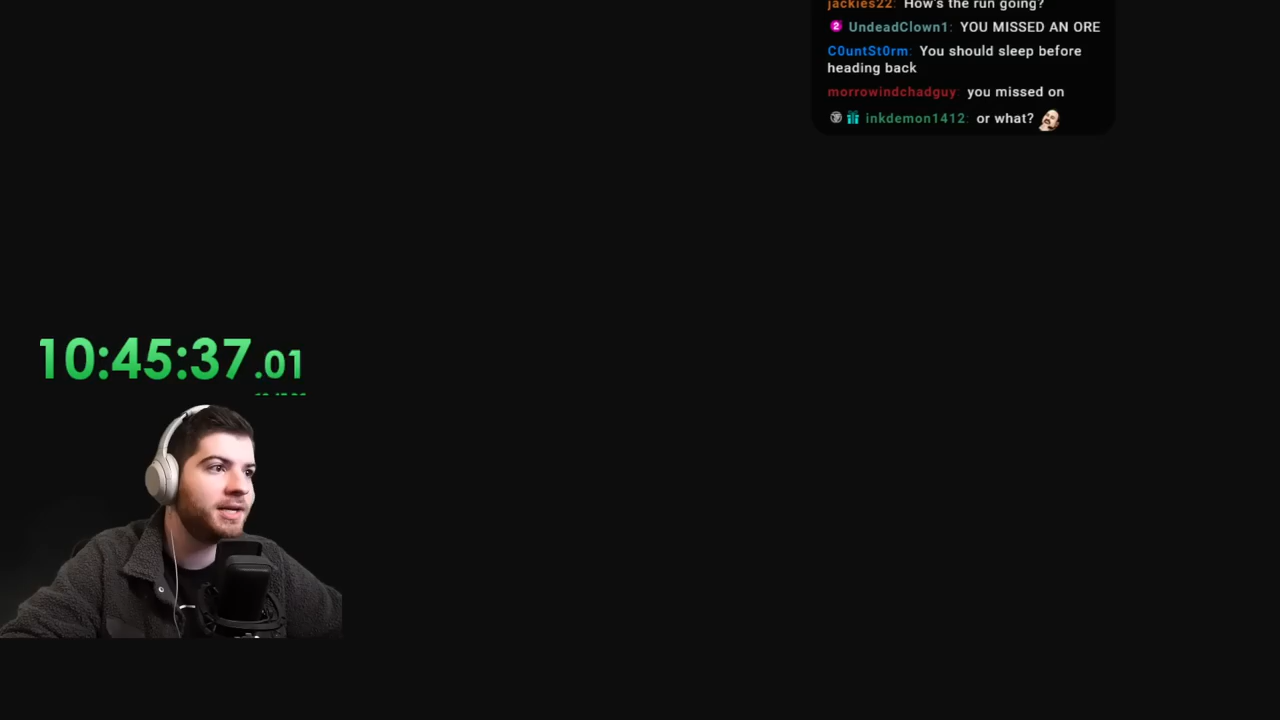 jackies22: How's the run going?
2 UndeadClown1: YOU MISSED AN ORE
C0untSt0rm: You should sleep before
heading back
morrowindchadguy: you missed on
inkdemon1412: or what?
10:45:37.01